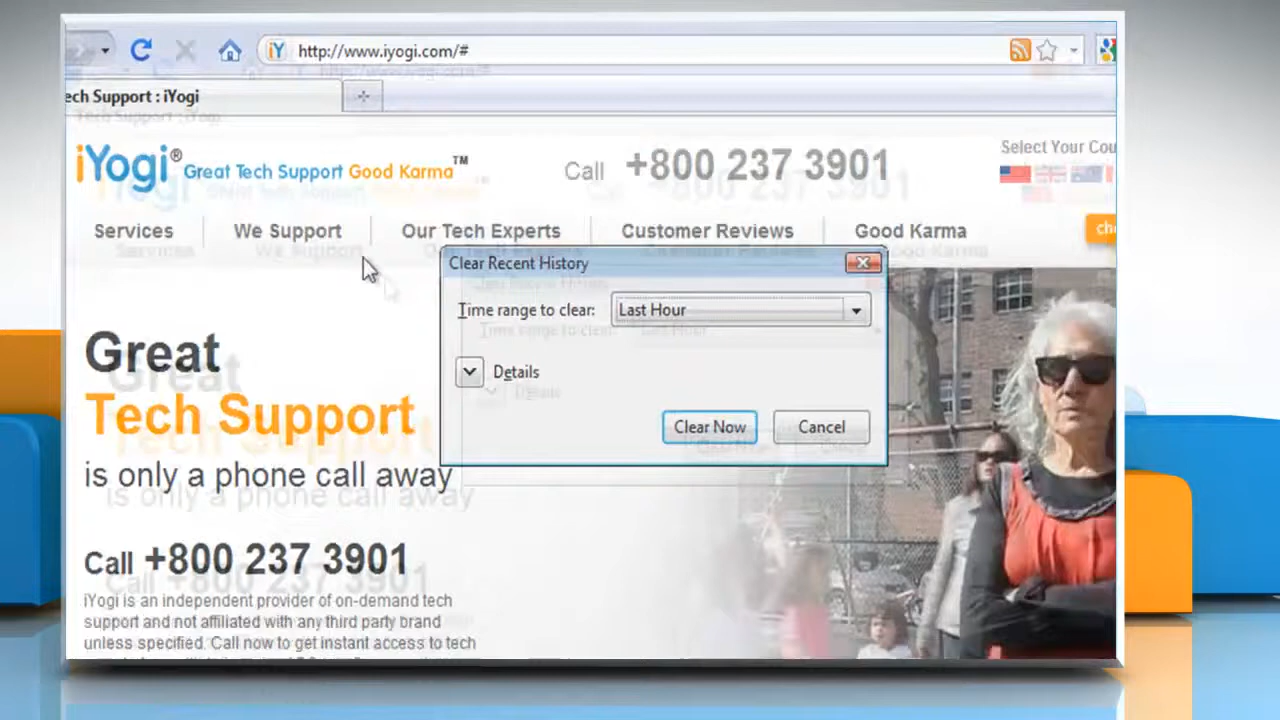 http://www.iyogi.com/#
ech Support : iYogi
iYogi® Great Tech Support Good Karma™
Call +800 237 3901
Select Your Cou
Services
We Support
Our Tech Experts
Customer Reviews
Good Karma
Clear Recent History
Time range to clear: Last Hour
Details
Clear Now
Cancel
Great
Tech Support
is only a phone call away
Call +800 237 3901
iYogi is an independent provider of on-demand tech
support and not affiliated with any third party brand
unless specified. Call now to get instant access to tech